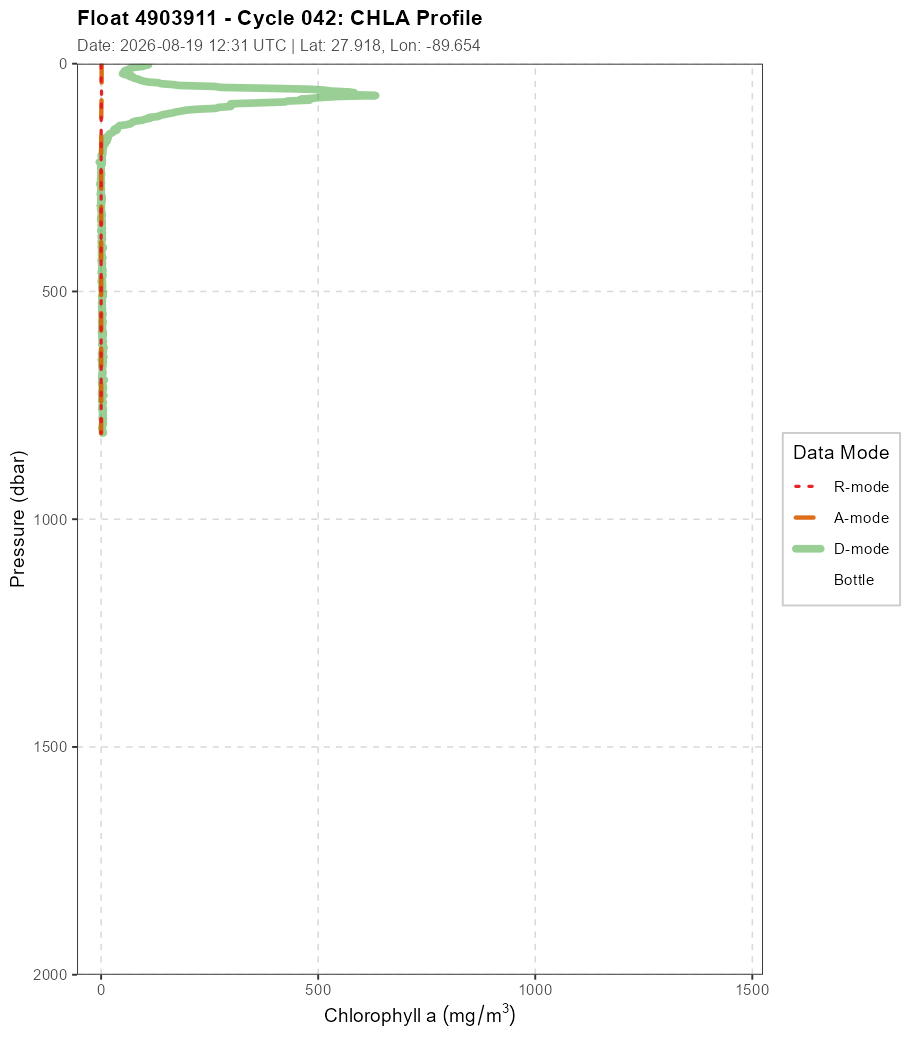 Float 4903911 - Cycle 042: CHLA Profile
Date: 2026-08-19 12:31 UTC | Lat: 27.918, Lon: -89.654
0
500
1000
1500
2000
Pressure (dbar)
0 500 1000 1500
Chlorophyll a (mg/m³)
Data Mode
R-mode
A-mode
D-mode
Bottle